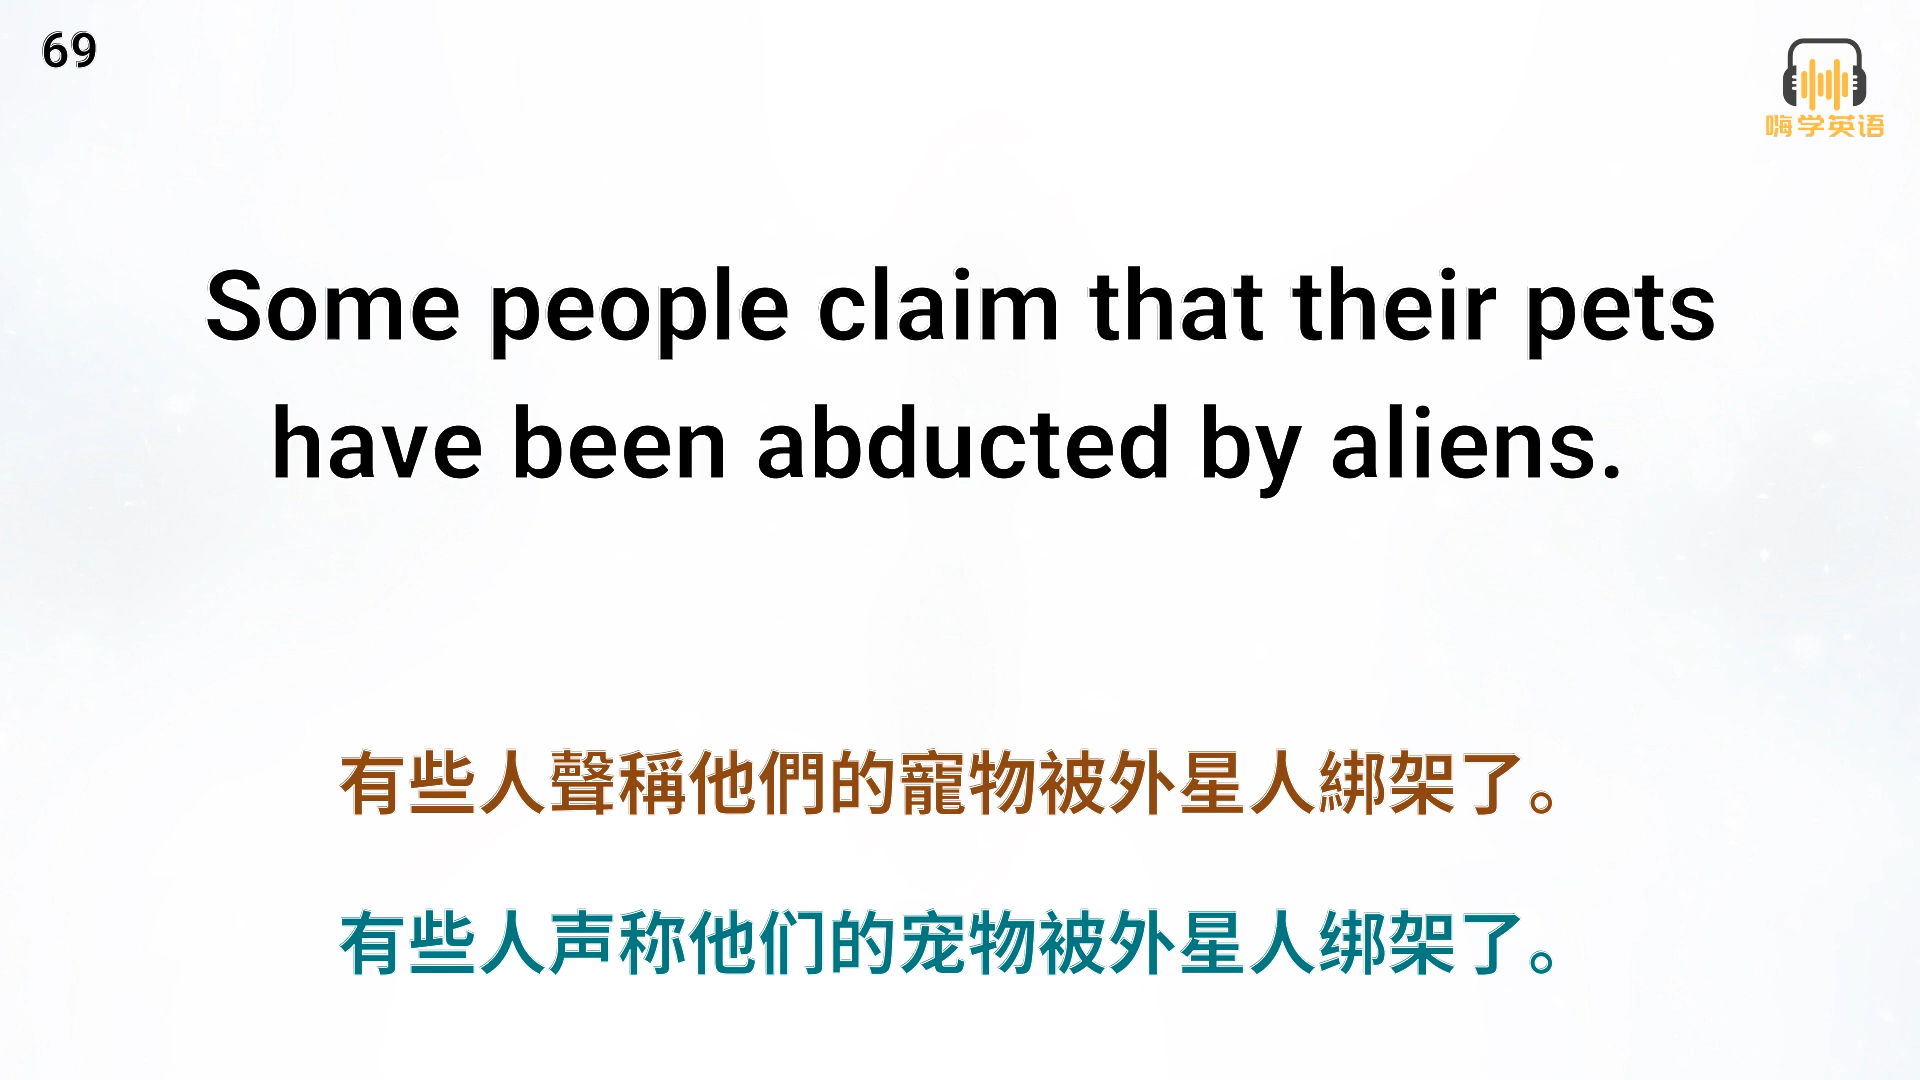 69
嗨学英语
Some people claim that their pets
have been abducted by aliens.
有些人聲稱他們的寵物被外星人綁架了。
有些人声称他们的宠物被外星人绑架了。